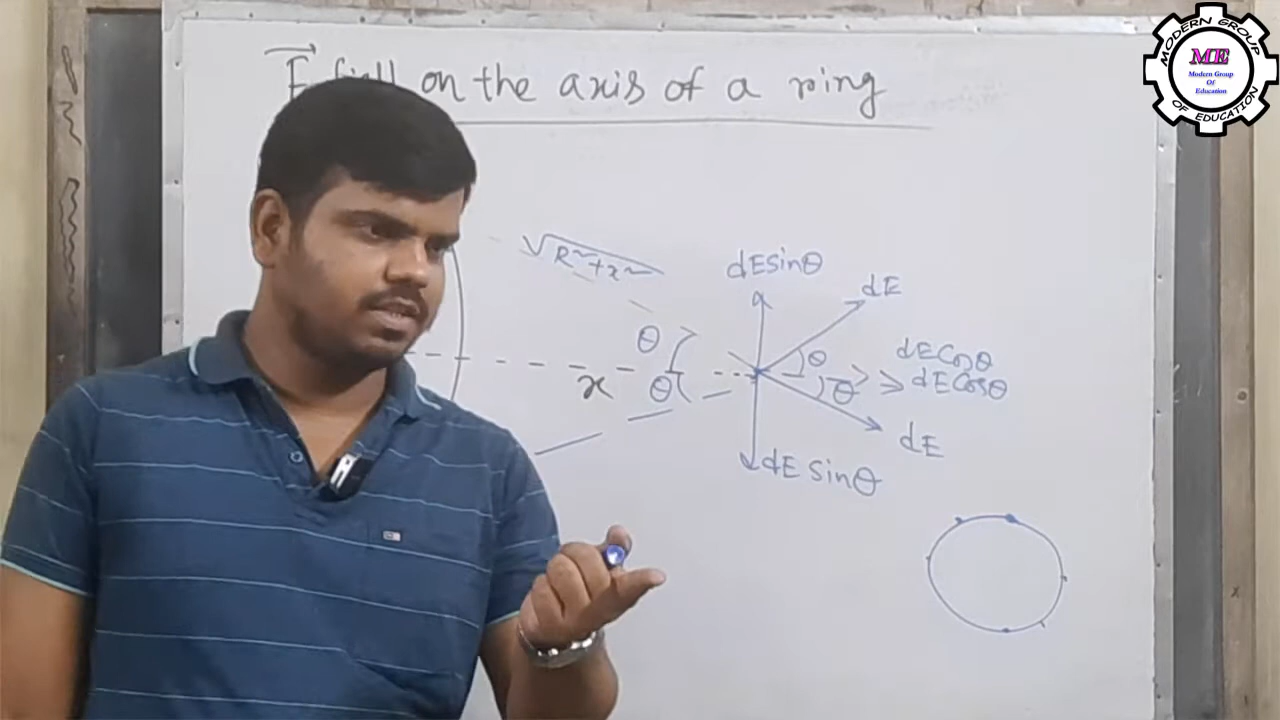 E field on the axis of a ring
√R²+x²
dE sinθ
dE
θ
θ
dE Cosθ
x
θ
θ
dE Cosθ
dE
dE sinθ
MODERN GROUP
ME
Modern Group
Of
Education
OF EDUCATION